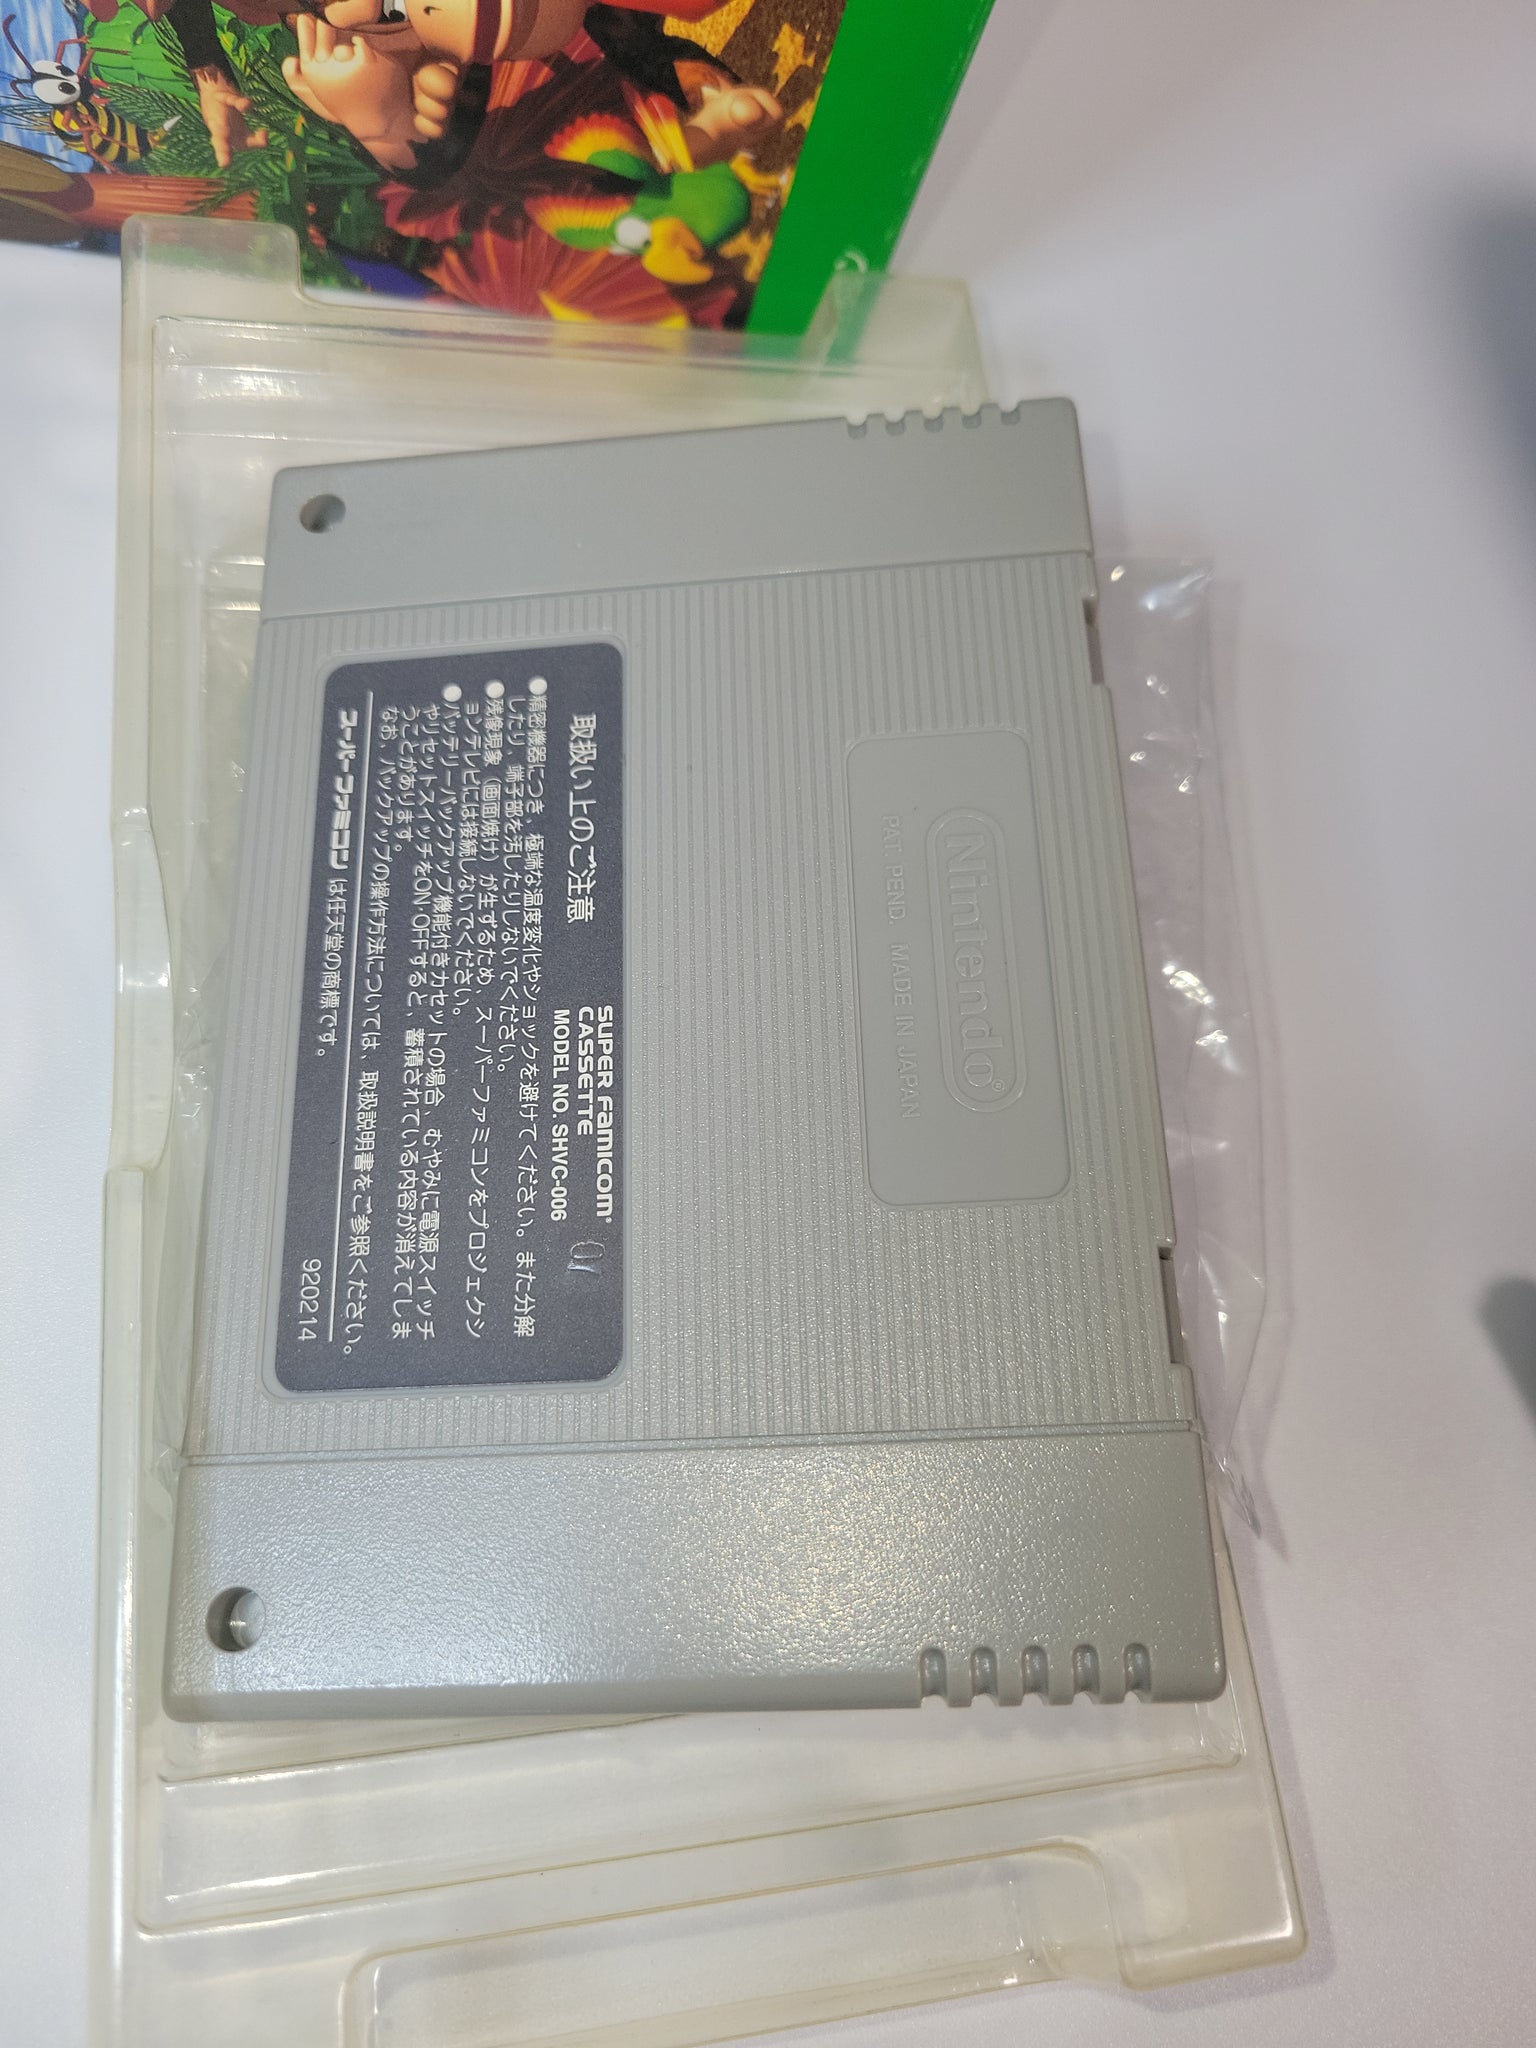 取扱い上のご注意
SUPER FAMICOM®
CASSETTE
MODEL NO. SHVC-006
01
●精密機器につき、極端な温度変化やショックを避けてください。また分解
したり、端子部を汚したりしないでください。
●残像現象（画面焼け）が生ずるため、スーパーファミコンをプロジェクシ
ョンテレビには接続しないでください。
●バッテリーバックアップ機能付きカセットの場合、むやみに電源スイッチ
やリセットスイッチをON・OFFすると、蓄積されている内容が消えてしま
うことがあります。
なお、バックアップの操作方法については、取扱説明書をご参照ください。
スーパーファミコンは任天堂の商標です。
920214
Nintendo®
PAT. PEND. MADE IN JAPAN